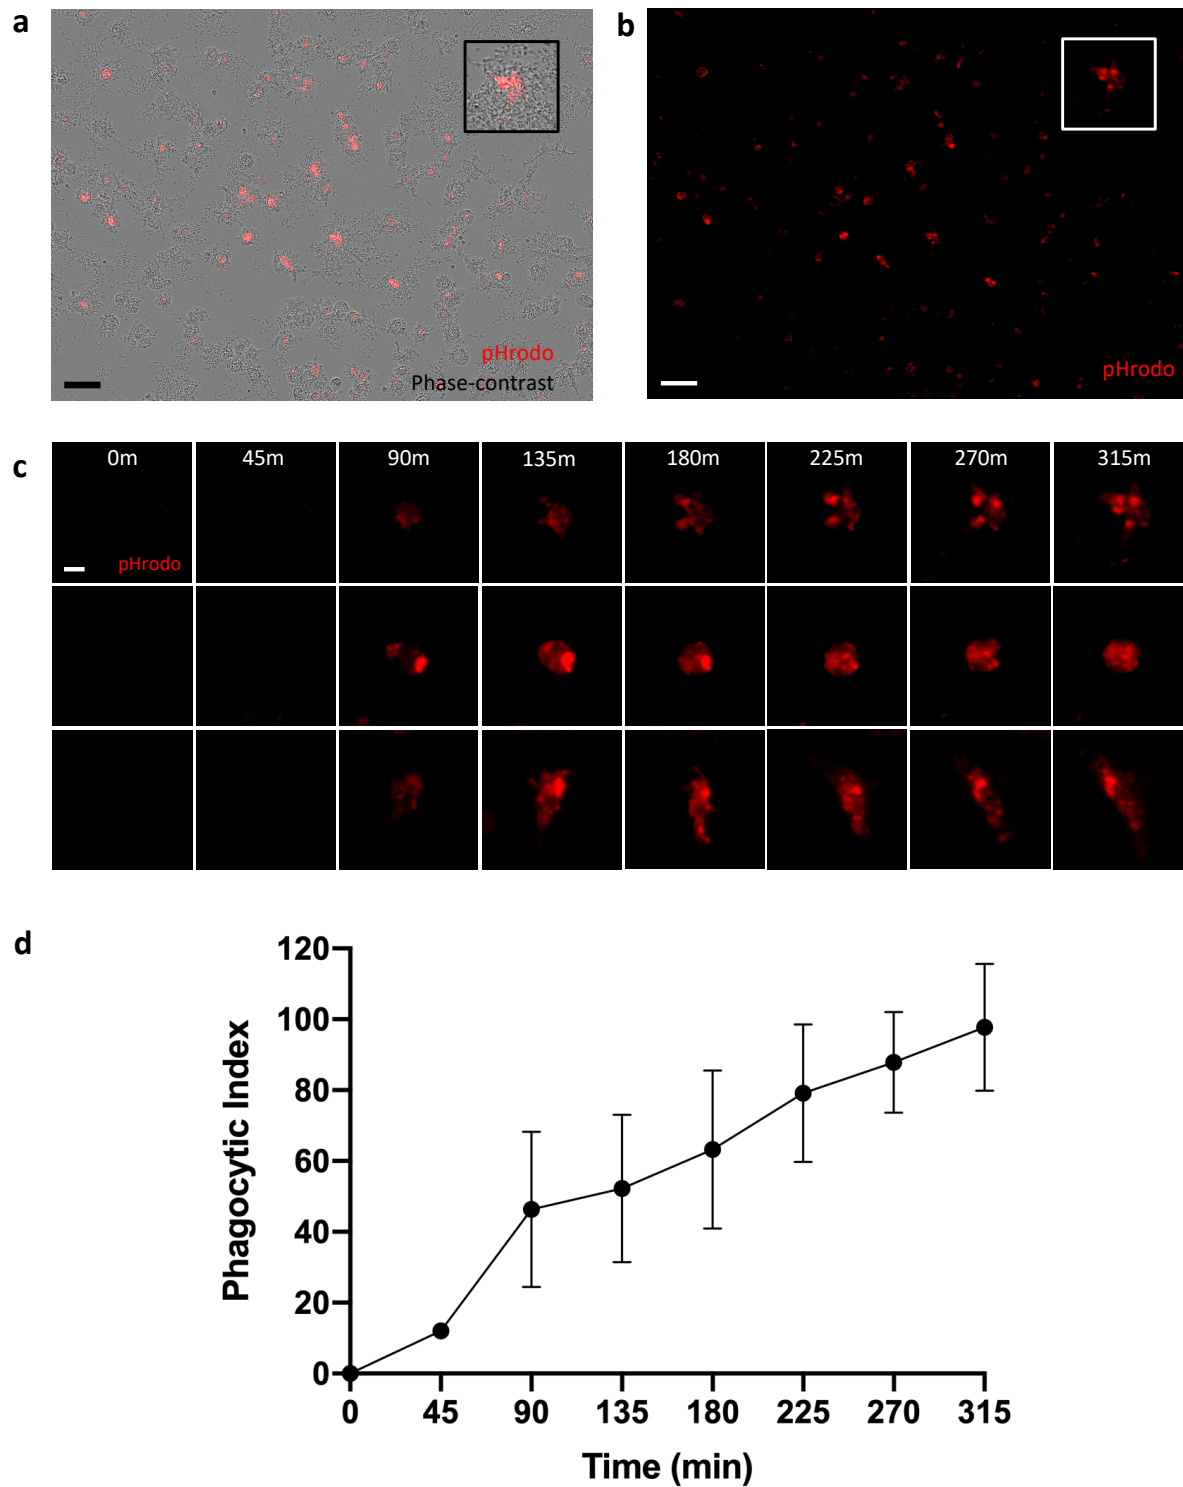 a
b
pHrodo
Phase-contrast
pHrodo
c
0m 45m 90m 135m 180m 225m 270m 315m
pHrodo
d
120
100
80
60
40
20
0
Phagocytic Index
0 45 90 135 180 225 270 315
Time (min)